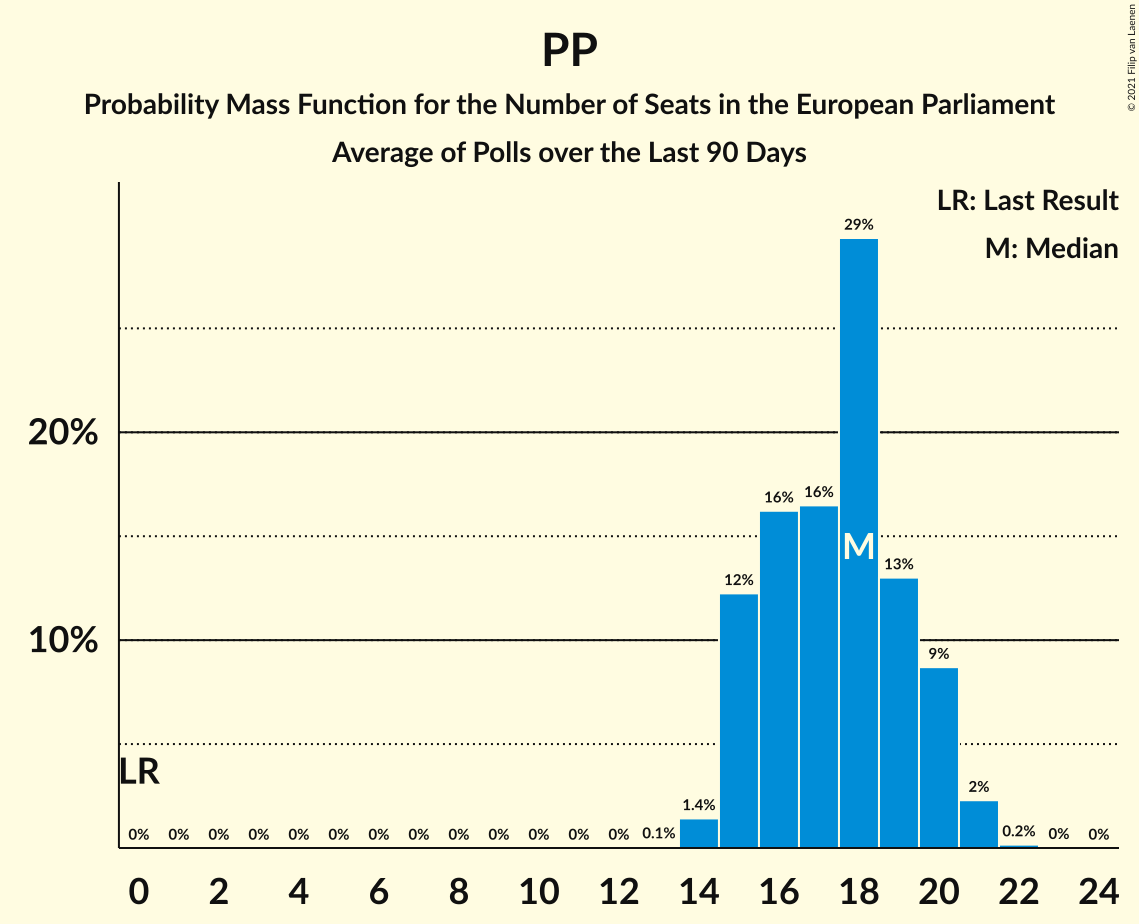 PP
Probability Mass Function for the Number of Seats in the European Parliament
Average of Polls over the Last 90 Days
© 2021 Filip van Laenen
LR: Last Result
M: Median
20%
10%
LR
M
0% 0% 0% 0% 0% 0% 0% 0% 0% 0% 0% 0% 0% 0.1% 1.4% 12% 16% 16% 29% 13% 9% 2% 0.2% 0% 0%
0 2 4 6 8 10 12 14 16 18 20 22 24